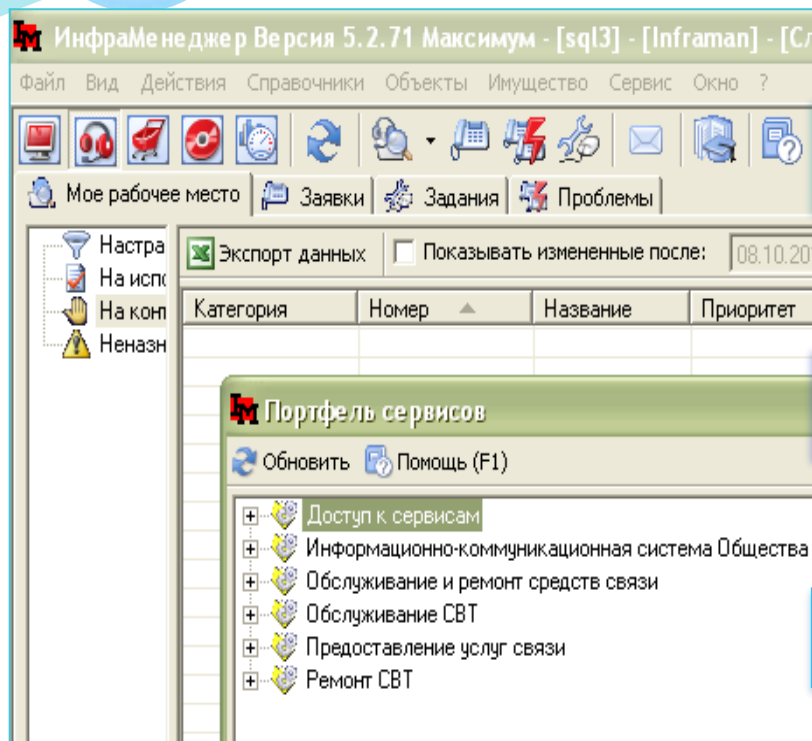 ИнфраМенеджер Версия 5.2.71 Максимум - [sql3] - [Inframan] - [Сл
Файл Вид Действия Справочники Объекты Имущество Сервис Окно ?
Мое рабочее место Заявки Задания Проблемы
Настра
На испо
На конт
Неназн
Экспорт данных Показывать измененные после: 08.10.201
Категория Номер Название Приоритет
Портфель сервисов
Обновить Помощь (F1)
Доступ к сервисам
Информационно-коммуникационная система Общества
Обслуживание и ремонт средств связи
Обслуживание СВТ
Предоставление услуг связи
Ремонт СВТ